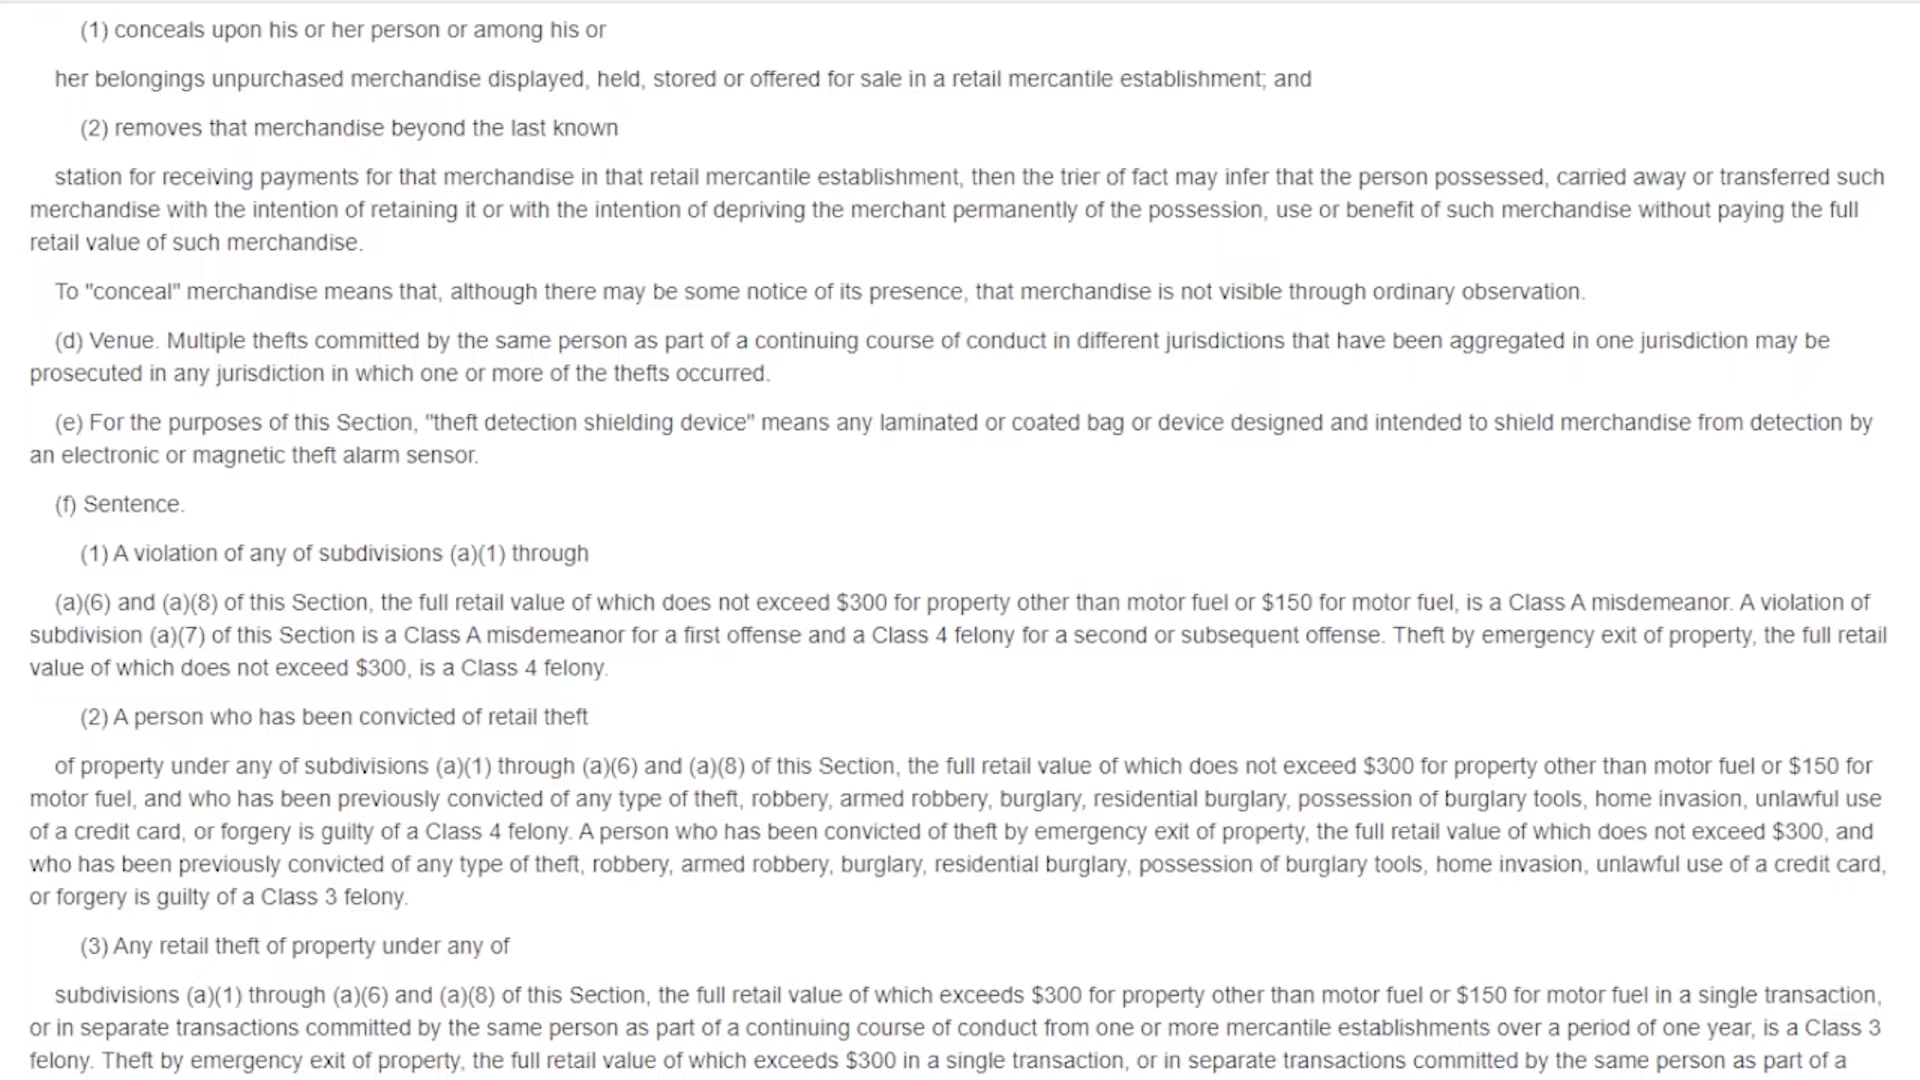 (1) conceals upon his or her person or among his or
her belongings unpurchased merchandise displayed, held, stored or offered for sale in a retail mercantile establishment; and
(2) removes that merchandise beyond the last known
station for receiving payments for that merchandise in that retail mercantile establishment, then the trier of fact may infer that the person possessed, carried away or transferred such
merchandise with the intention of retaining it or with the intention of depriving the merchant permanently of the possession, use or benefit of such merchandise without paying the full
retail value of such merchandise.
To "conceal" merchandise means that, although there may be some notice of its presence, that merchandise is not visible through ordinary observation.
(d) Venue. Multiple thefts committed by the same person as part of a continuing course of conduct in different jurisdictions that have been aggregated in one jurisdiction may be
prosecuted in any jurisdiction in which one or more of the thefts occurred.
(e) For the purposes of this Section, "theft detection shielding device" means any laminated or coated bag or device designed and intended to shield merchandise from detection by
an electronic or magnetic theft alarm sensor.
(f) Sentence.
(1) A violation of any of subdivisions (a)(1) through
(a)(6) and (a)(8) of this Section, the full retail value of which does not exceed $300 for property other than motor fuel or $150 for motor fuel, is a Class A misdemeanor. A violation of
subdivision (a)(7) of this Section is a Class A misdemeanor for a first offense and a Class 4 felony for a second or subsequent offense. Theft by emergency exit of property, the full retail
value of which does not exceed $300, is a Class 4 felony.
(2) A person who has been convicted of retail theft
of property under any of subdivisions (a)(1) through (a)(6) and (a)(8) of this Section, the full retail value of which does not exceed $300 for property other than motor fuel or $150 for
motor fuel, and who has been previously convicted of any type of theft, robbery, armed robbery, burglary, residential burglary, possession of burglary tools, home invasion, unlawful use
of a credit card, or forgery is guilty of a Class 4 felony. A person who has been convicted of theft by emergency exit of property, the full retail value of which does not exceed $300, and
who has been previously convicted of any type of theft, robbery, armed robbery, burglary, residential burglary, possession of burglary tools, home invasion, unlawful use of a credit card,
or forgery is guilty of a Class 3 felony.
(3) Any retail theft of property under any of
subdivisions (a)(1) through (a)(6) and (a)(8) of this Section, the full retail value of which exceeds $300 for property other than motor fuel or $150 for motor fuel in a single transaction,
or in separate transactions committed by the same person as part of a continuing course of conduct from one or more mercantile establishments over a period of one year, is a Class 3
felony. Theft by emergency exit of property, the full retail value of which exceeds $300 in a single transaction, or in separate transactions committed by the same person as part of a